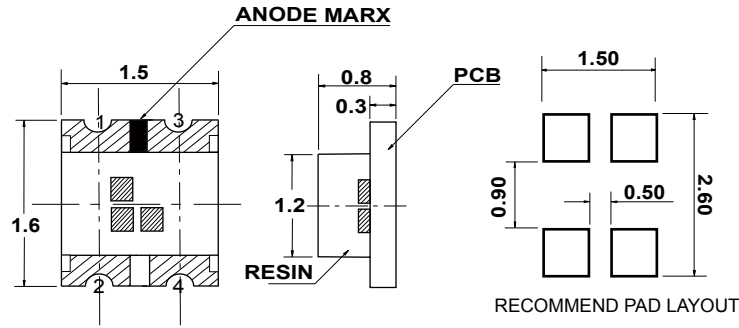 ANODE MARX
1.5
1 3
1.6
2 4
0.8
0.3
PCB
1.2
RESIN
1.50
0.90
0.50
2.60
RECOMMEND PAD LAYOUT